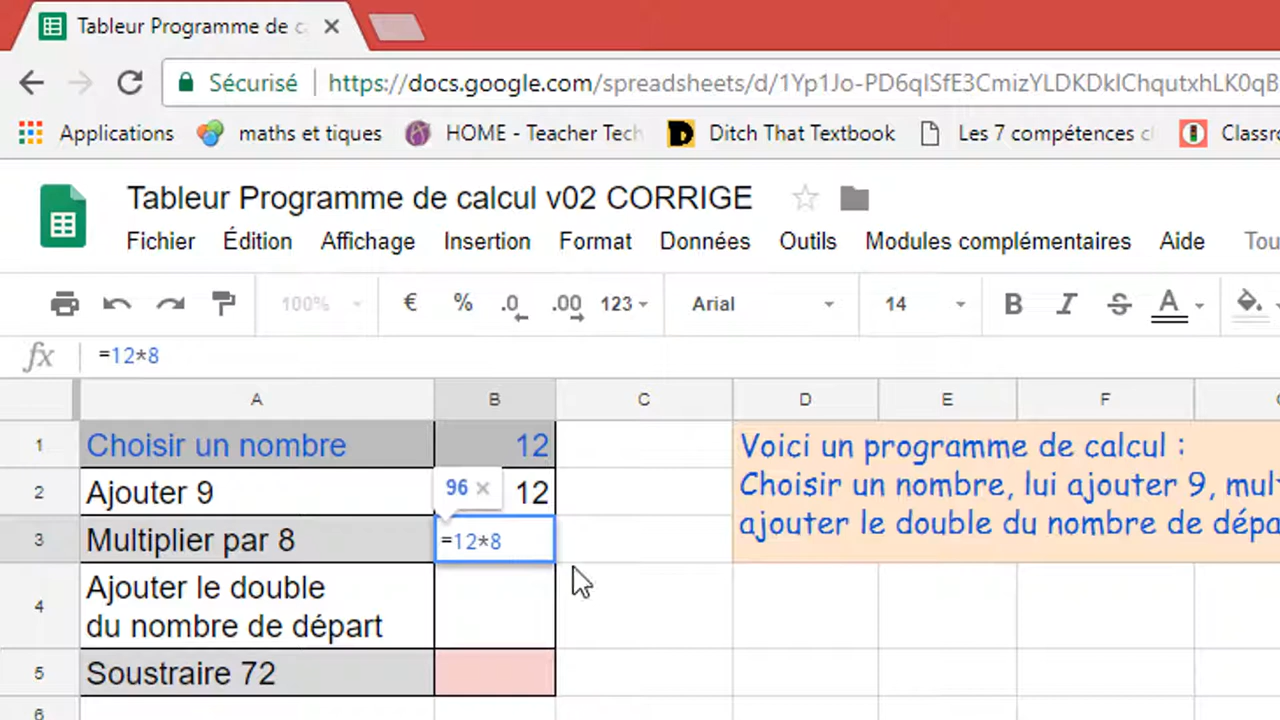 Tableur Programme de c
Sécurisé https://docs.google.com/spreadsheets/d/1Yp1Jo-PD6qISfE3CmizYLDKDkIChqutxhLK0qB
Applications maths et tiques HOME - Teacher Tech Ditch That Textbook Les 7 compétences c Classro
Tableur Programme de calcul v02 CORRIGE
Fichier Édition Affichage Insertion Format Données Outils Modules complémentaires Aide Tou
100% € % .0 .00 123 Arial 14 B I S A
fx =12*8
A B C D E F
1 Choisir un nombre 12 Voici un programme de calcul :
2 Ajouter 9 96 × 12 Choisir un nombre, lui ajouter 9, mult
3 Multiplier par 8 =12*8 ajouter le double du nombre de dépa
4 Ajouter le double
du nombre de départ
5 Soustraire 72
6